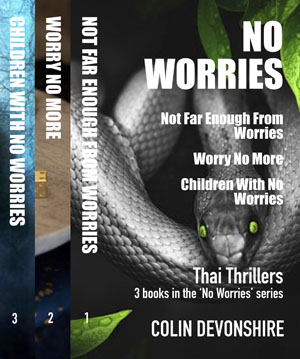 CHILDREN WITH NO WORRIES
3
WORRY NO MORE
2
NOT FAR ENOUGH FROM WORRIES
1
NO
WORRIES
Not Far Enough From
Worries
Worry No More
Children With No
Worries
Thai Thrillers
3 books in the 'No Worries' series
COLIN DEVONSHIRE